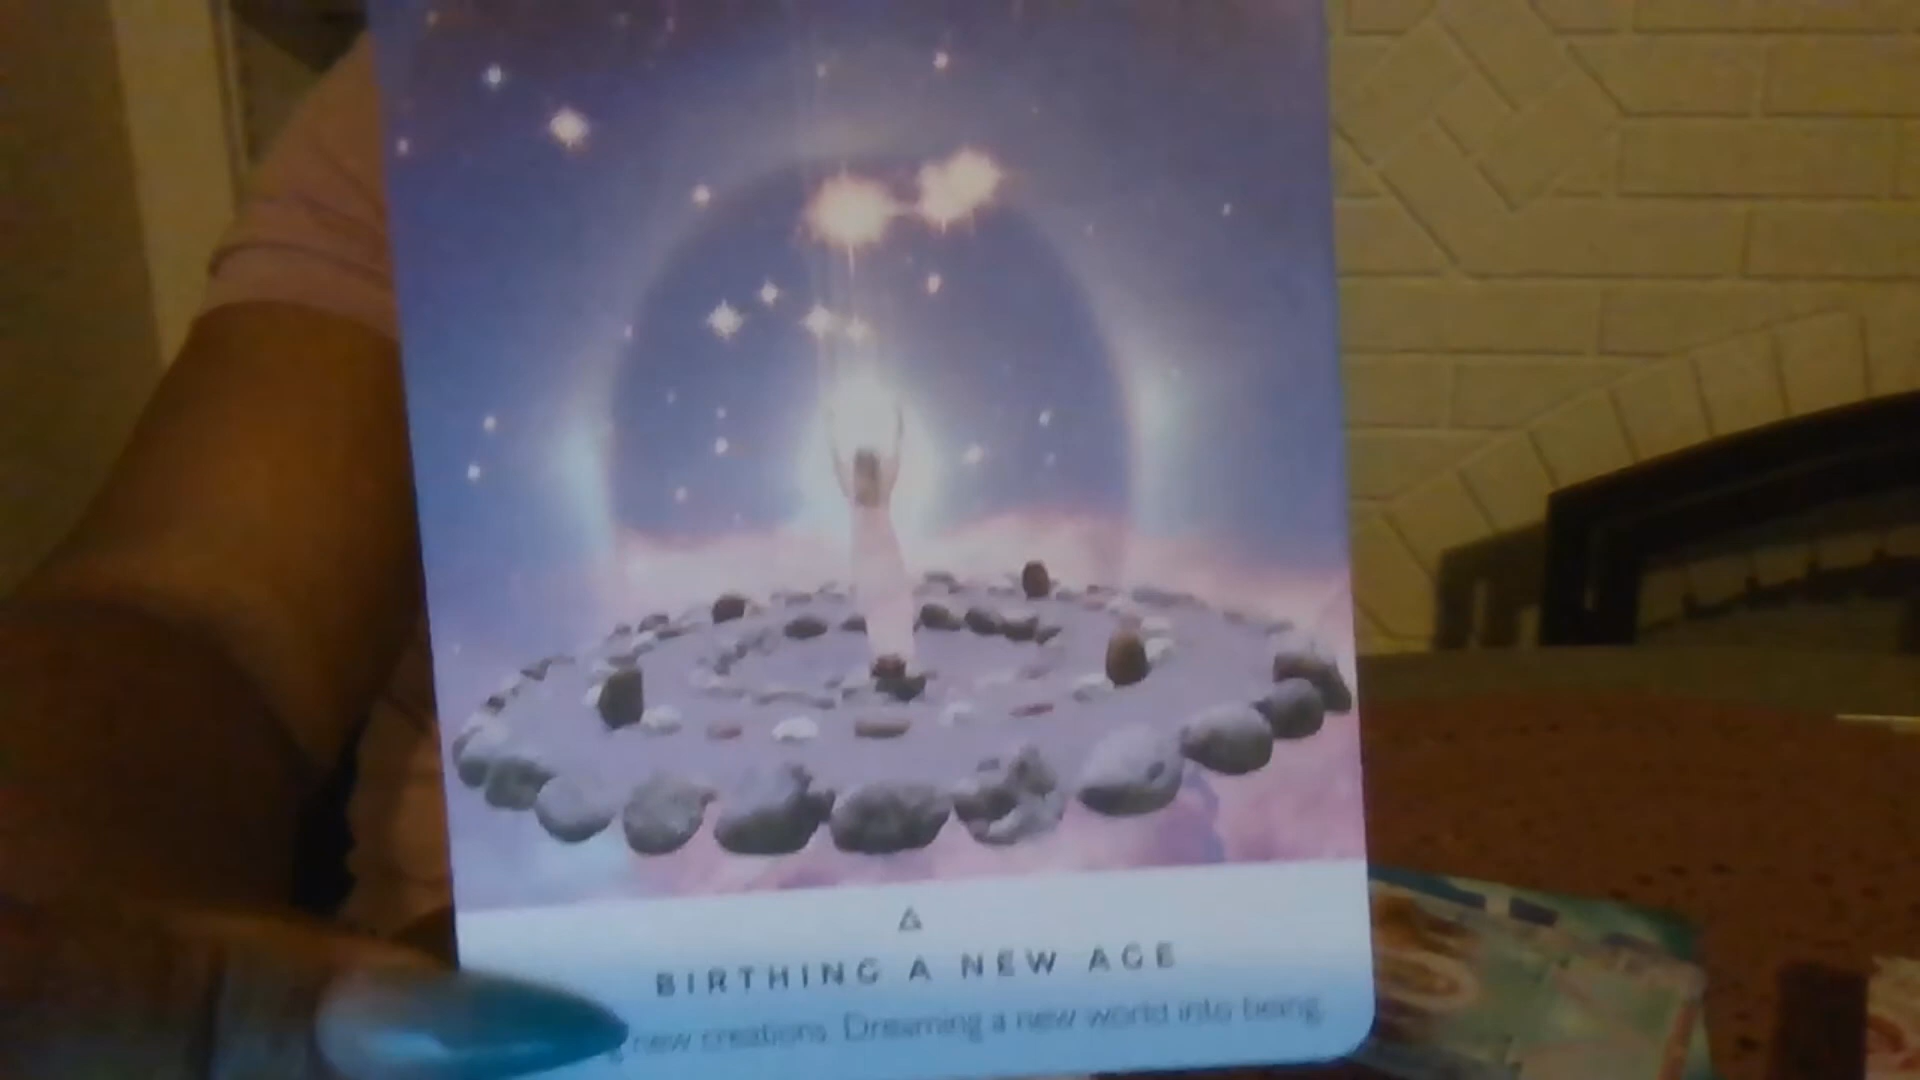 BIRTHING A NEW AGE
new creations. Dreaming a new world into being.